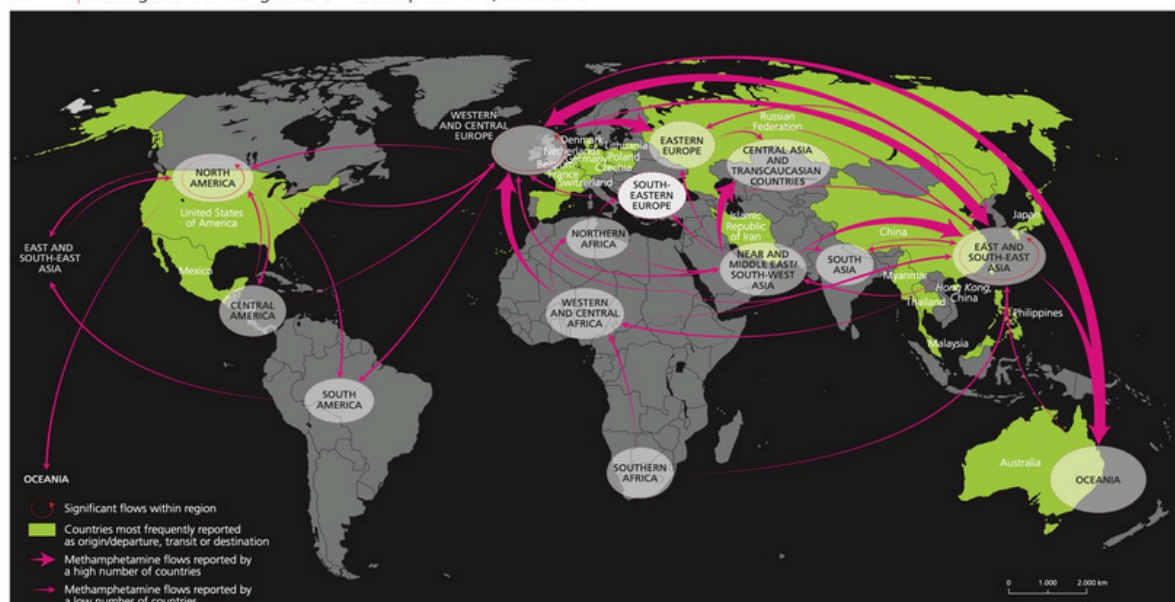 WESTERN
AND CENTRAL
EUROPE
Denmark
Netherlands
Belgium
Germany
France
Switzerland
Lithuania
Poland
Czechia
EASTERN
EUROPE
Russian
Federation
CENTRAL ASIA
AND
TRANSCAUCASIAN
COUNTRIES
NORTH
AMERICA
United States
of America
SOUTH-
EASTERN
EUROPE
Islamic
Republic
of Iran
China
Japan
EAST AND
SOUTH-EAST
ASIA
NORTHERN
AFRICA
NEAR AND
MIDDLE EAST/
SOUTH-WEST
ASIA
SOUTH
ASIA
EAST AND
SOUTH-EAST
ASIA
Mexico
Myanmar
Hong Kong,
China
Thailand
Philippines
CENTRAL
AMERICA
WESTERN
AND CENTRAL
AFRICA
Malaysia
SOUTH
AMERICA
SOUTHERN
AFRICA
Australia
OCEANIA
OCEANIA
Significant flows within region
Countries most frequently reported
as origin/departure, transit or destination
Methamphetamine flows reported by
a high number of countries
Methamphetamine flows reported by
a low number of countries
0 1.000 2.000 km